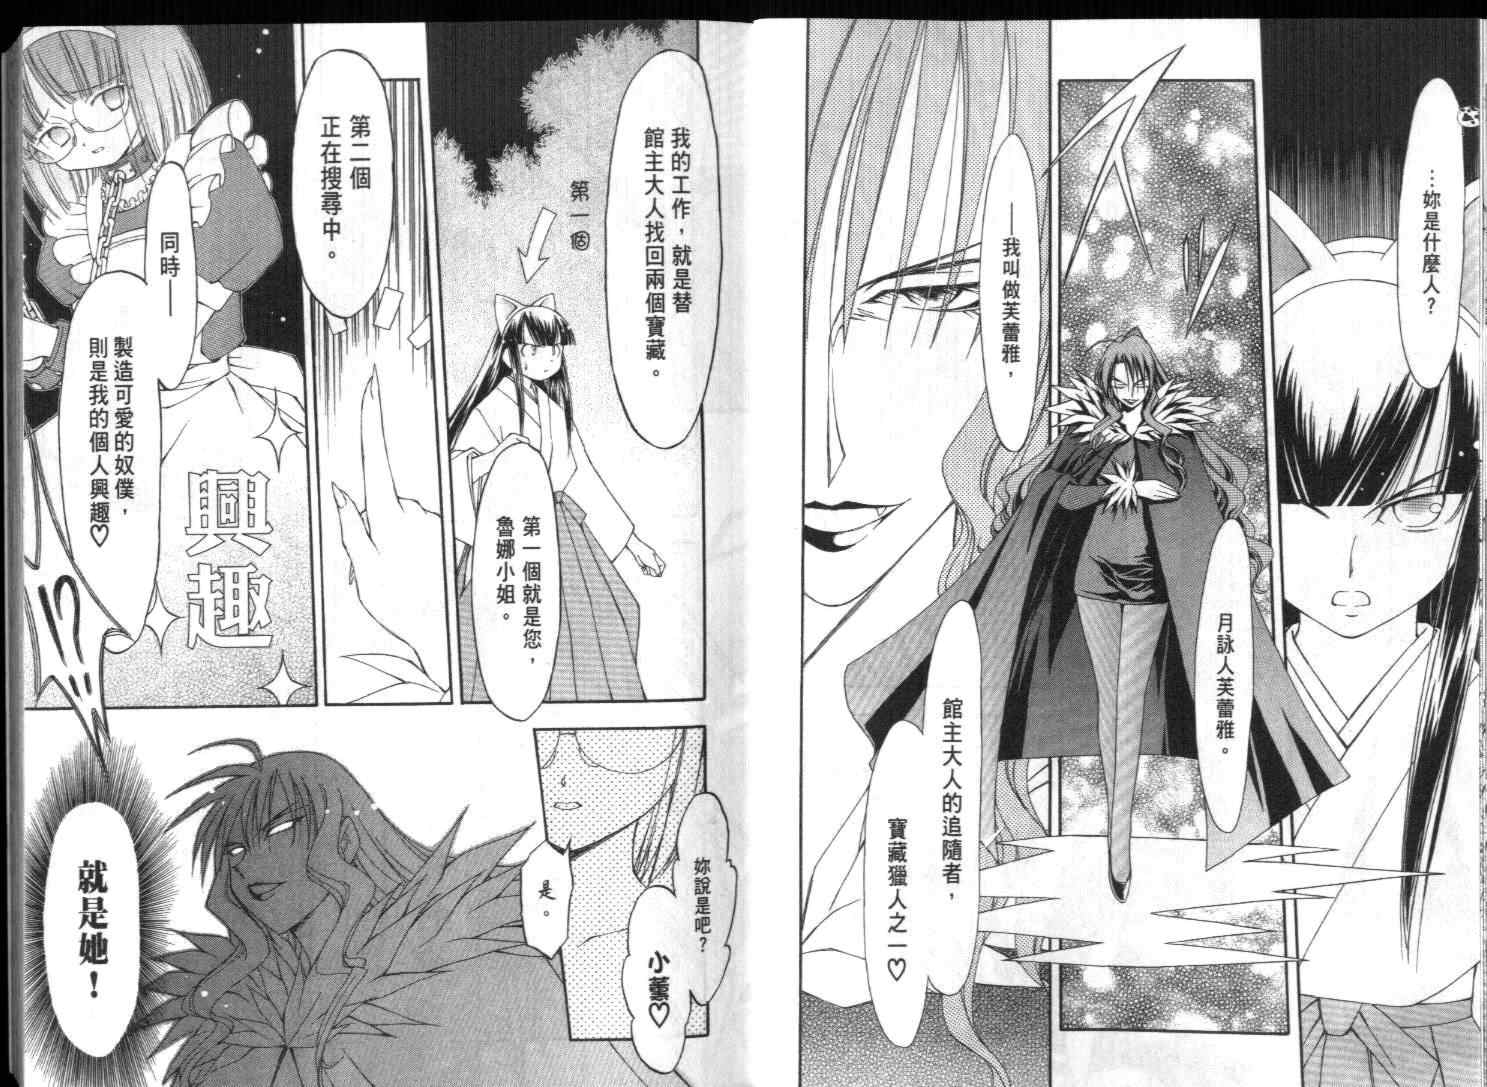 …妳是什麼人?
——我叫做芙蕾雅，
月詠人芙蕾雅。
館主大人的追隨者，
寶藏獵人之一♡
我的工作，就是替
館主大人找回兩個寶藏。
第一個
第一個就是您，
魯娜小姐。
第二個
正在搜尋中。
同時——
製造可愛的奴僕，
則是我的個人興趣♡
興趣
妳說是吧?
小薰♡
是。
!?
就是她!